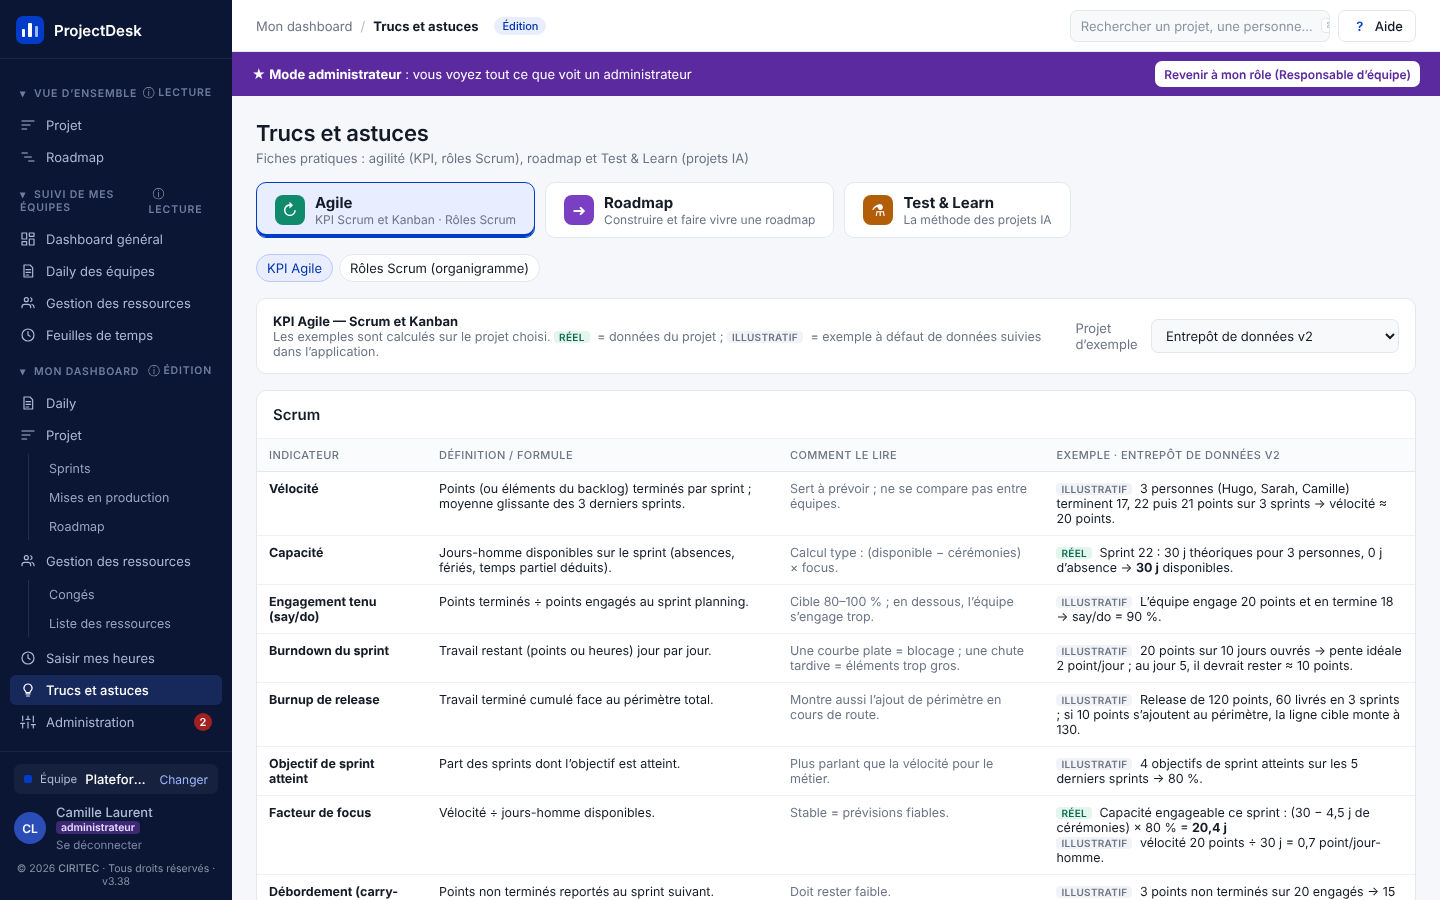 ProjectDesk
VUE D'ENSEMBLE ⓘ LECTURE
Projet
Roadmap
SUIVI DE MES ÉQUIPES ⓘ LECTURE
Dashboard général
Daily des équipes
Gestion des ressources
Feuilles de temps
MON DASHBOARD ⓘ ÉDITION
Daily
Projet
Sprints
Mises en production
Roadmap
Gestion des ressources
Congés
Liste des ressources
Saisir mes heures
Trucs et astuces
Administration 2
Équipe Platefor... Changer
CL
Camille Laurent
administrateur
Se déconnecter
© 2026 CIRITEC · Tous droits réservés ·
v3.38
Mon dashboard / Trucs et astuces Édition
Rechercher un projet, une personne...
? Aide
★ Mode administrateur : vous voyez tout ce que voit un administrateur
Revenir à mon rôle (Responsable d'équipe)
Trucs et astuces
Fiches pratiques : agilité (KPI, rôles Scrum), roadmap et Test & Learn (projets IA)
Agile
KPI Scrum et Kanban · Rôles Scrum
Roadmap
Construire et faire vivre une roadmap
Test & Learn
La méthode des projets IA
KPI Agile
Rôles Scrum (organigramme)
KPI Agile — Scrum et Kanban
Les exemples sont calculés sur le projet choisi. RÉEL = données du projet ; ILLUSTRATIF = exemple à défaut de données suivies
dans l'application.
Projet
d'exemple
Entrepôt de données v2
Scrum
INDICATEUR DÉFINITION / FORMULE COMMENT LE LIRE EXEMPLE · ENTREPÔT DE DONNÉES V2
Vélocité
Points (ou éléments du backlog) terminés par sprint ;
moyenne glissante des 3 derniers sprints.
Sert à prévoir ; ne se compare pas entre
équipes.
ILLUSTRATIF 3 personnes (Hugo, Sarah, Camille)
terminent 17, 22 puis 21 points sur 3 sprints → vélocité ≈
20 points.
Capacité
Jours-homme disponibles sur le sprint (absences,
fériés, temps partiel déduits).
Calcul type : (disponible − cérémonies)
× focus.
RÉEL Sprint 22 : 30 j théoriques pour 3 personnes, 0 j
d'absence → 30 j disponibles.
Engagement tenu
(say/do)
Points terminés ÷ points engagés au sprint planning.
Cible 80–100 % ; en dessous, l'équipe
s'engage trop.
ILLUSTRATIF L'équipe engage 20 points et en termine 18
→ say/do = 90 %.
Burndown du sprint
Travail restant (points ou heures) jour par jour.
Une courbe plate = blocage ; une chute
tardive = éléments trop gros.
ILLUSTRATIF 20 points sur 10 jours ouvrés → pente idéale
2 point/jour ; au jour 5, il devrait rester ≈ 10 points.
Burnup de release
Travail terminé cumulé face au périmètre total.
Montre aussi l'ajout de périmètre en
cours de route.
ILLUSTRATIF Release de 120 points, 60 livrés en 3 sprints
; si 10 points s'ajoutent au périmètre, la ligne cible monte à
130.
Objectif de sprint
atteint
Part des sprints dont l'objectif est atteint.
Plus parlant que la vélocité pour le
métier.
ILLUSTRATIF 4 objectifs de sprint atteints sur les 5
derniers sprints → 80 %.
Facteur de focus
Vélocité ÷ jours-homme disponibles.
Stable = prévisions fiables.
RÉEL Capacité engageable ce sprint : (30 − 4,5 j de
cérémonies) × 80 % = 20,4 j
ILLUSTRATIF vélocité 20 points ÷ 30 j = 0,7 point/jour-
homme.
Débordement (carry-
Points non terminés reportés au sprint suivant.
Doit rester faible.
ILLUSTRATIF 3 points non terminés sur 20 engagés → 15